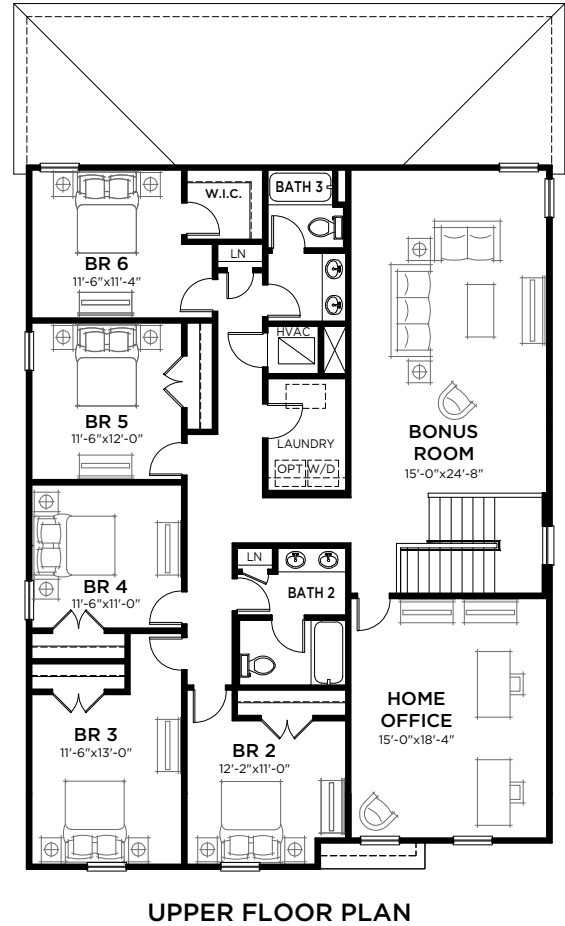 W.I.C.
BATH 3
LN
BR 6
11'-6"x11'-4"
HVAC
BR 5
11'-6"x12'-0"
LAUNDRY
OPT W/D
BONUS
ROOM
15'-0"x24'-8"
LN
BATH 2
BR 4
11'-6"x11'-0"
HOME
OFFICE
15'-0"x18'-4"
BR 3
11'-6"x13'-0"
BR 2
12'-2"x11'-0"
UPPER FLOOR PLAN